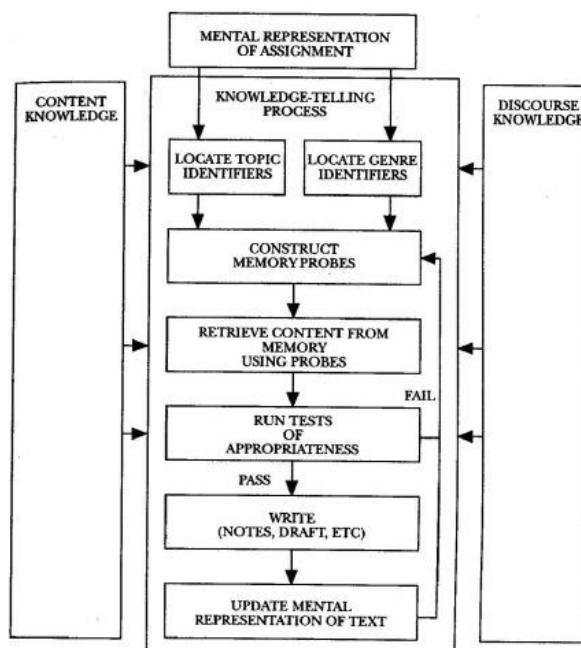 MENTAL REPRESENTATION
OF ASSIGNMENT
CONTENT
KNOWLEDGE
KNOWLEDGE-TELLING
PROCESS
DISCOURSE
KNOWLEDGE
LOCATE TOPIC
IDENTIFIERS
LOCATE GENRE
IDENTIFIERS
CONSTRUCT
MEMORY PROBES
RETRIEVE CONTENT FROM
MEMORY
USING PROBES
FAIL
RUN TESTS
OF
APPROPRIATENESS
PASS
WRITE
(NOTES, DRAFT, ETC)
UPDATE MENTAL
REPRESENTATION OF TEXT